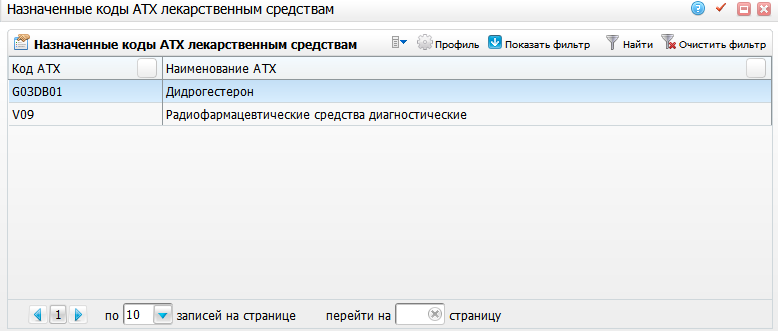 Назначенные коды АТХ лекарственным средствам
Назначенные коды АТХ лекарственным средствам Профиль Показать фильтр Найти Очистить фильтр
Код АТХ Наименование АТХ
G03DB01 Дидрогестерон
V09 Радиофармацевтические средства диагностические
1 по 10 записей на странице перейти на страницу